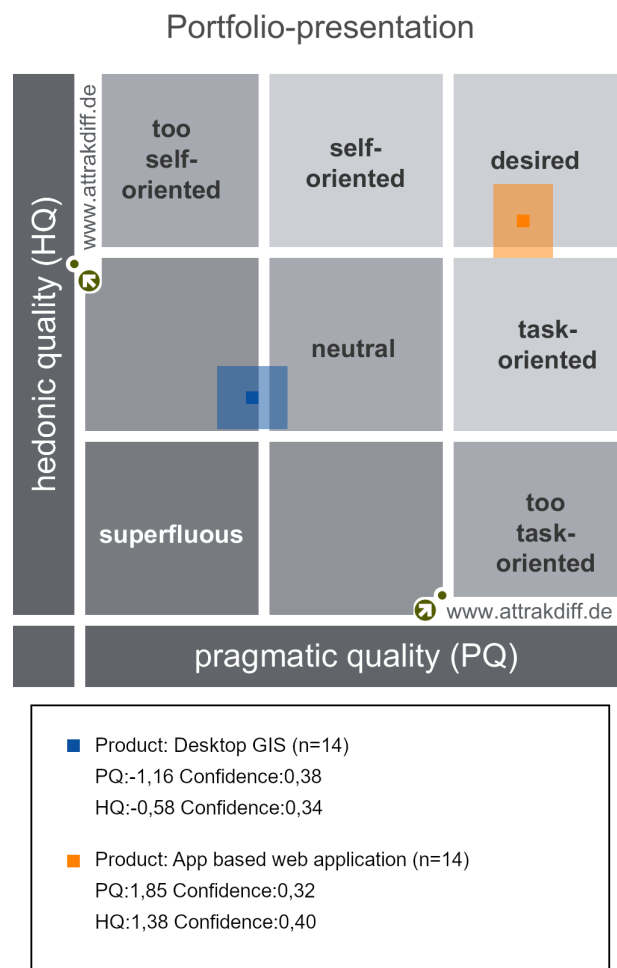 Portfolio-presentation
hedonic quality (HQ)
www.attrakdiff.de
too
self-
oriented
self-
oriented
desired
neutral
task-
oriented
superfluous
too
task-
oriented
www.attrakdiff.de
pragmatic quality (PQ)
Product: Desktop GIS (n=14)
PQ:-1,16 Confidence:0,38
HQ:-0,58 Confidence:0,34
Product: App based web application (n=14)
PQ:1,85 Confidence:0,32
HQ:1,38 Confidence:0,40